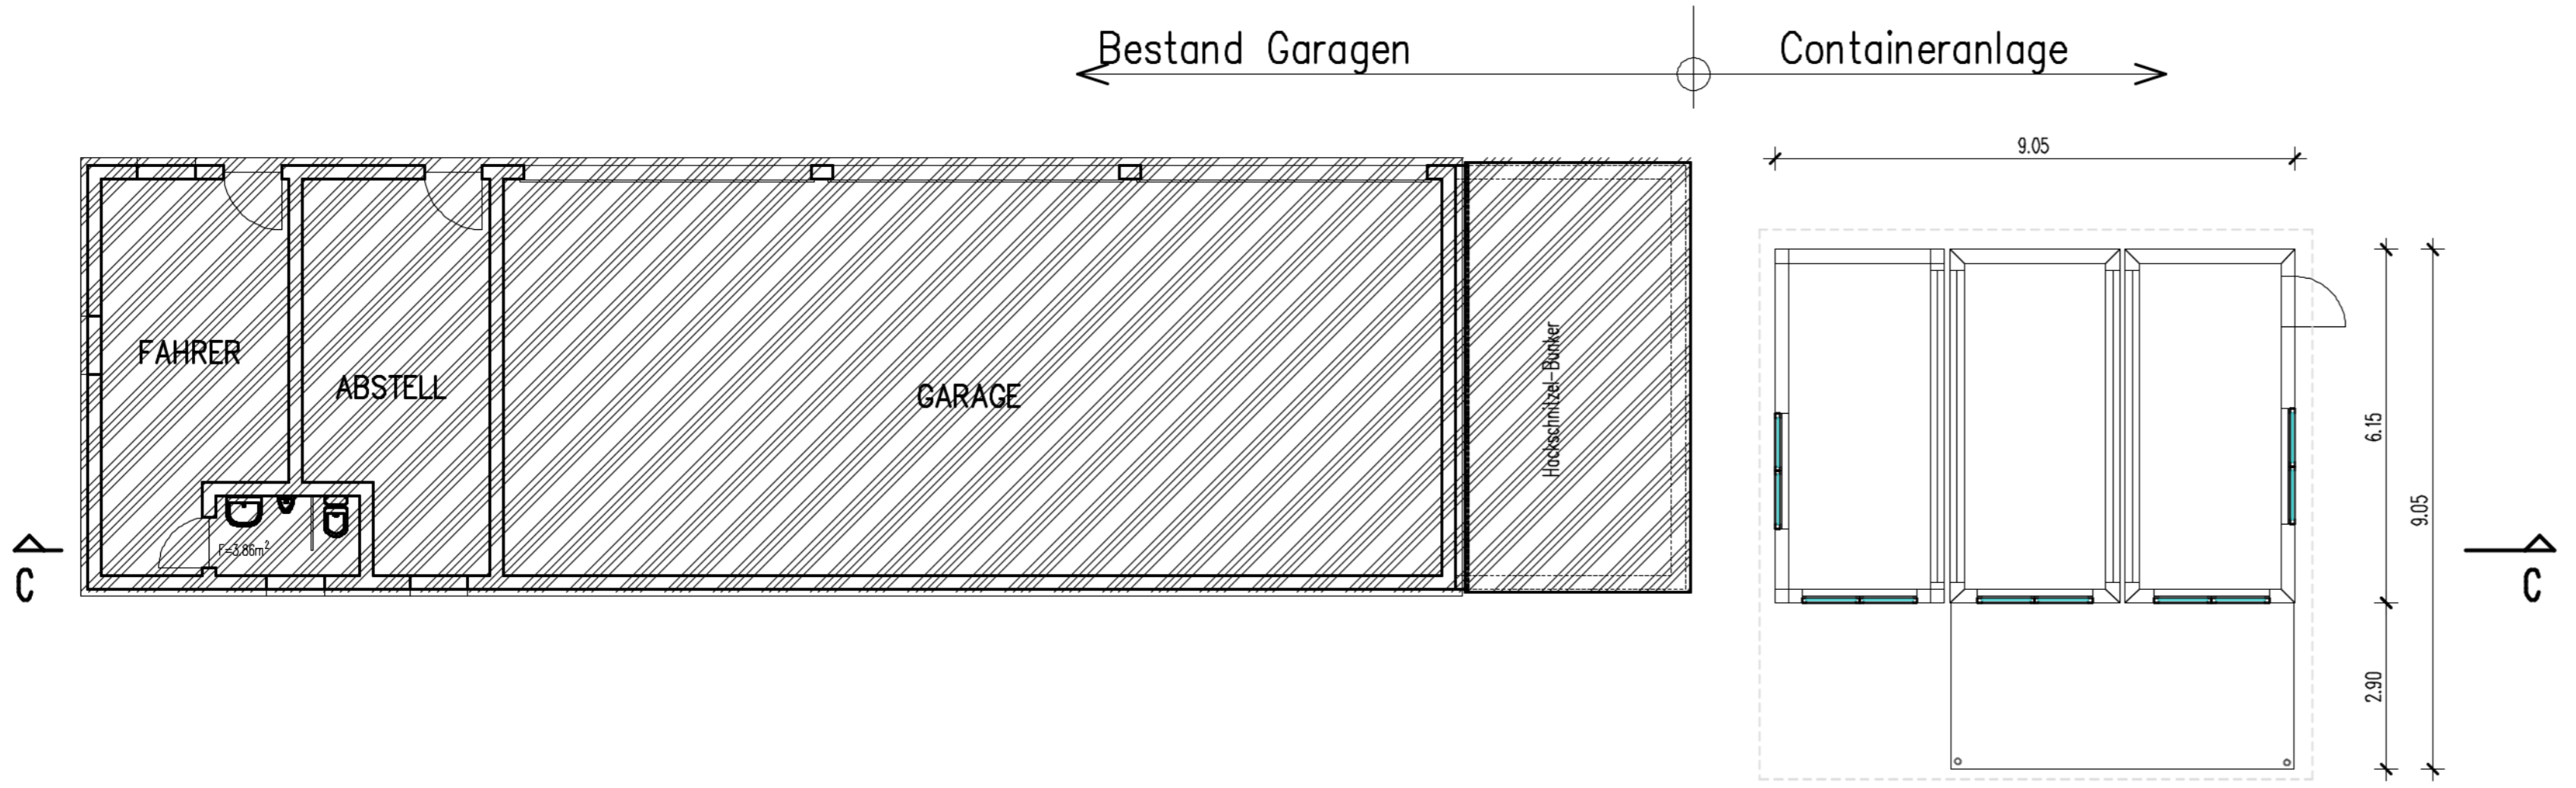 Bestand Garagen
Containeranlage
9.05
FAHRER
ABSTELL
GARAGE
Hackschnitzel-Bunker
6.15
9.05
F=3.86m²
C
C
2.90